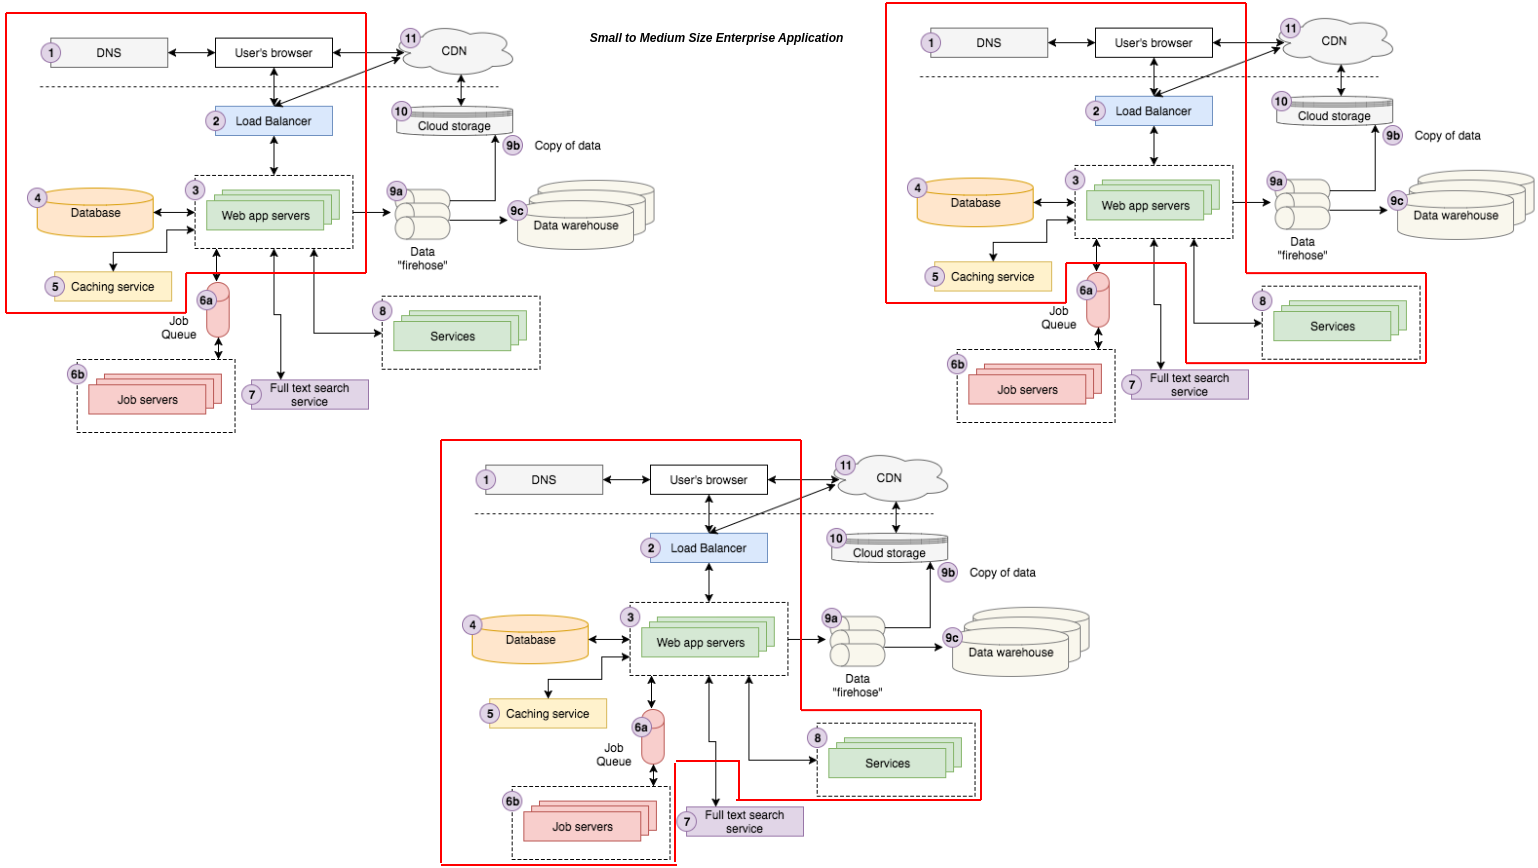 Small to Medium Size Enterprise Application
1
DNS
User's browser
11
CDN
2
Load Balancer
10
Cloud storage
9b
Copy of data
3
Web app servers
4
Database
5
Caching service
9a
Data
"firehose"
9c
Data warehouse
6a
Job
Queue
6b
Job servers
7
Full text search
service
8
Services
1
DNS
User's browser
11
CDN
2
Load Balancer
10
Cloud storage
9b
Copy of data
3
Web app servers
4
Database
5
Caching service
9a
Data
"firehose"
9c
Data warehouse
6a
Job
Queue
6b
Job servers
7
Full text search
service
8
Services
1
DNS
User's browser
11
CDN
2
Load Balancer
10
Cloud storage
9b
Copy of data
3
Web app servers
4
Database
5
Caching service
9a
Data
"firehose"
9c
Data warehouse
6a
Job
Queue
6b
Job servers
7
Full text search
service
8
Services